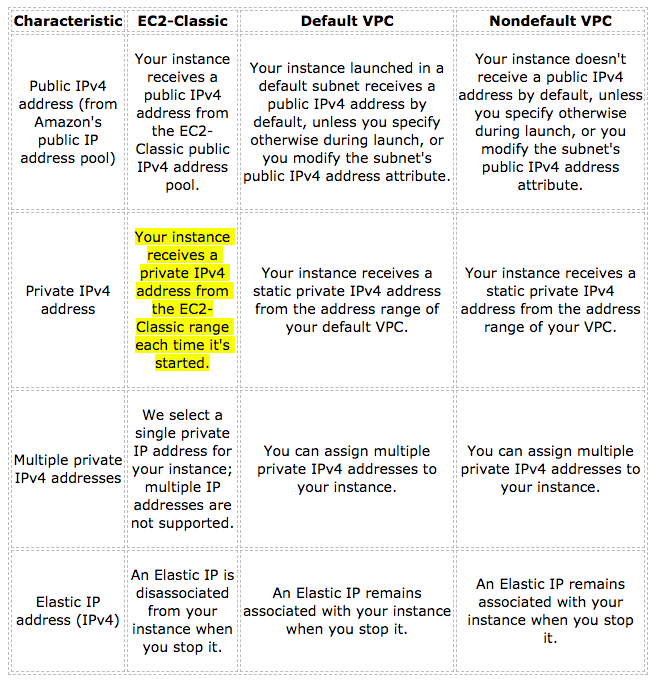 Characteristic
EC2-Classic
Default VPC
Nondefault VPC
Public IPv4
address (from
Amazon's
public IP
address pool)
Your instance
receives a
public IPv4
address from
the EC2-
Classic public
IPv4 address
pool.
Your instance launched in a
default subnet receives a
public IPv4 address by
default, unless you specify
otherwise during launch, or
you modify the subnet's
public IPv4 address attribute.
Your instance doesn't
receive a public IPv4
address by default, unless
you specify otherwise
during launch, or you
modify the subnet's
public IPv4 address
attribute.
Private IPv4
address
Your instance
receives a
private IPv4
address from
the EC2-
Classic range
each time it's
started.
Your instance receives a
static private IPv4 address
from the address range of
your default VPC.
Your instance receives a
static private IPv4
address from the address
range of your VPC.
Multiple private
IPv4 addresses
We select a
single private
IP address for
your instance;
multiple IP
addresses are
not supported.
You can assign multiple
private IPv4 addresses to
your instance.
You can assign multiple
private IPv4 addresses to
your instance.
Elastic IP
address (IPv4)
An Elastic IP is
disassociated
from your
instance when
you stop it.
An Elastic IP remains
associated with your instance
when you stop it.
An Elastic IP remains
associated with your
instance when you stop
it.